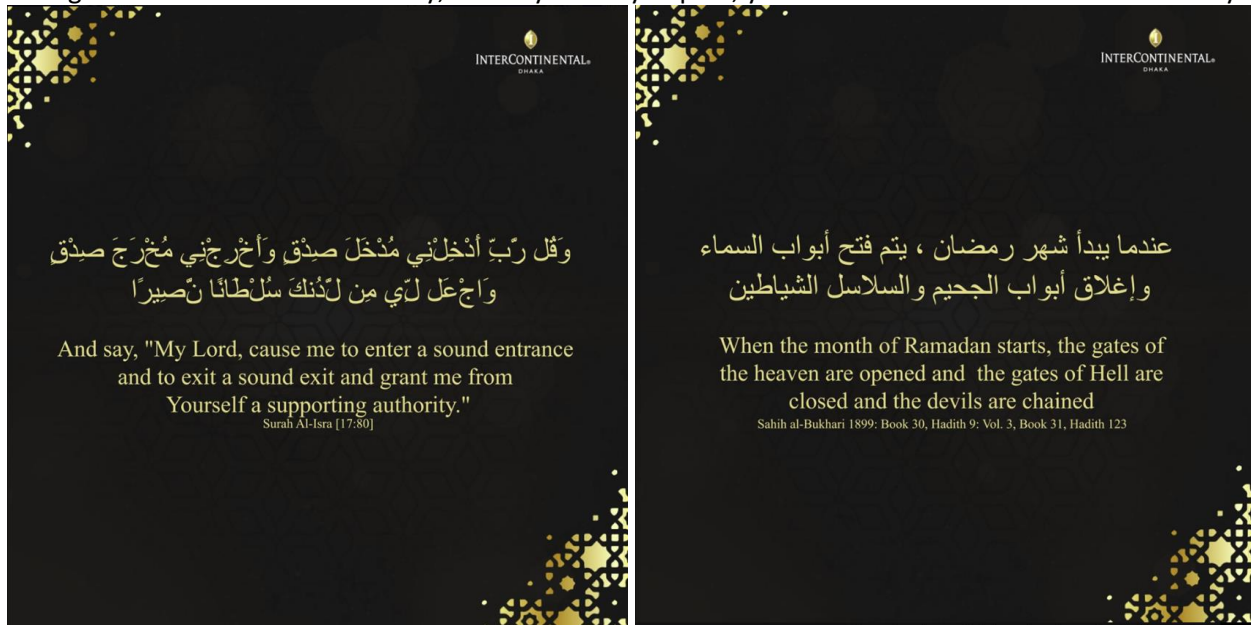 INTERCONTINENTAL®
DHAKA
وَقُل رَّبِّ أَدْخِلْنِي مُدْخَلَ صِدْقٍ وَأَخْرِجْنِي مُخْرَجَ صِدْقٍ
وَاجْعَل لِّي مِن لَّدُنكَ سُلْطَانًا نَّصِيرًا
And say, "My Lord, cause me to enter a sound entrance
and to exit a sound exit and grant me from
Yourself a supporting authority."
Surah Al-Isra [17:80]
INTERCONTINENTAL®
DHAKA
عندما يبدأ شهر رمضان ، يتم فتح أبواب السماء
وإغلاق أبواب الجحيم والسلاسل الشياطين
When the month of Ramadan starts, the gates of
the heaven are opened and  the gates of Hell are
closed and the devils are chained
Sahih al-Bukhari 1899: Book 30, Hadith 9: Vol. 3, Book 31, Hadith 123